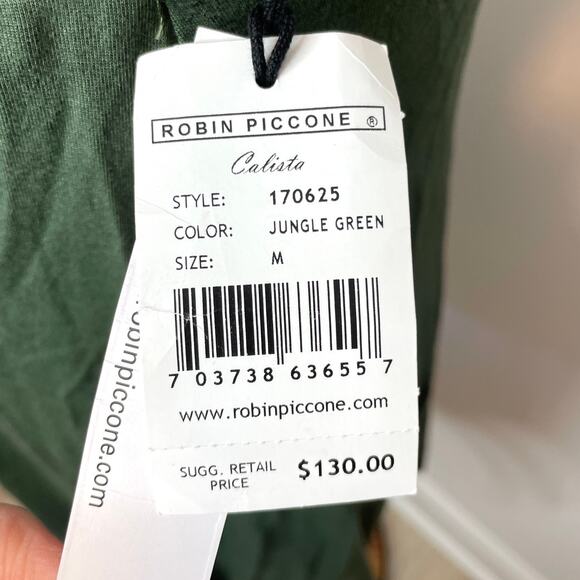 ROBIN PICCONE ®
Calista
STYLE: 170625
COLOR: JUNGLE GREEN
SIZE: M
7 03738 63655 7
www.robinpiccone.com
SUGG. RETAIL
PRICE
$130.00
robinpiccone.com